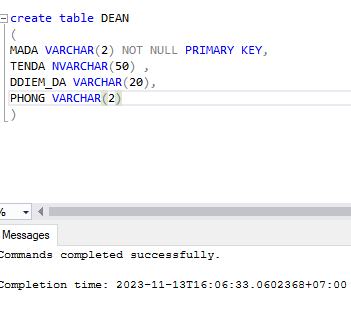 create table DEAN
(
MADA VARCHAR(2) NOT NULL PRIMARY KEY,
TENDA NVARCHAR(50) ,
DDIEM_DA VARCHAR(20),
PHONG VARCHAR(2)
)
%
Messages
Commands completed successfully.
Completion time: 2023-11-13T16:06:33.0602368+07:00